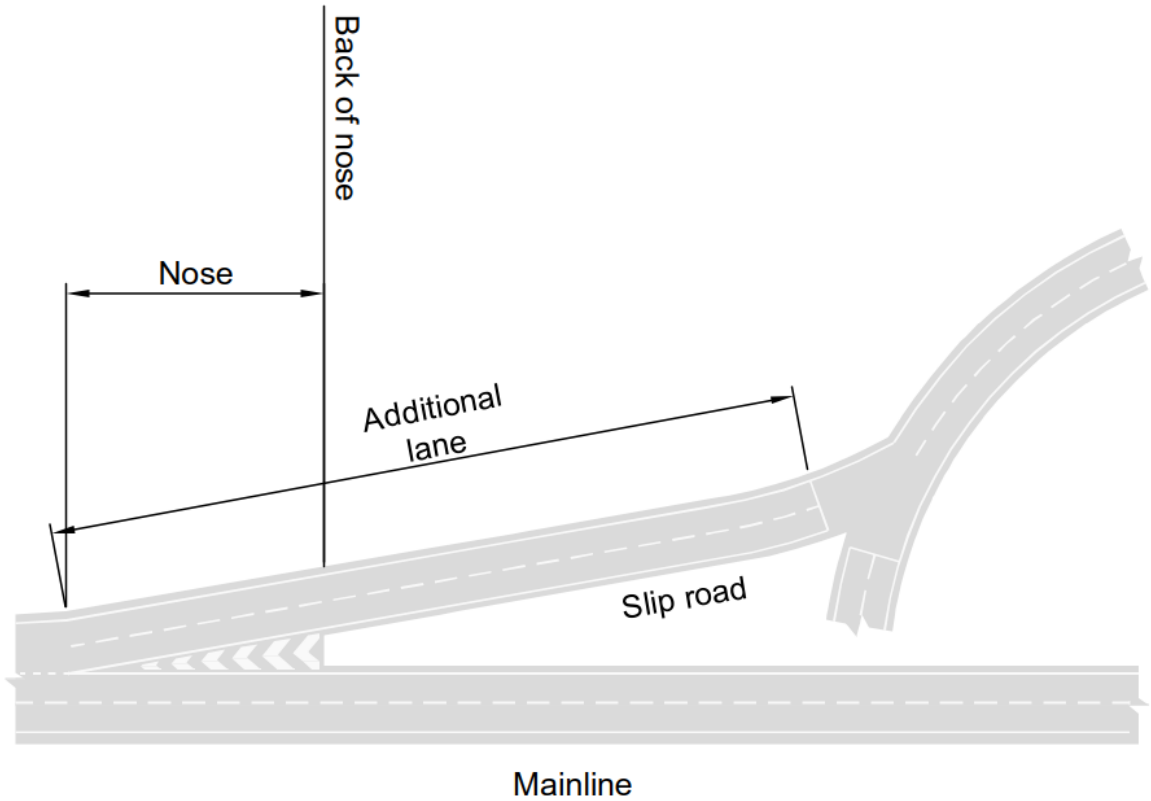 Back of nose
Nose
Additional
lane
Slip road
Mainline